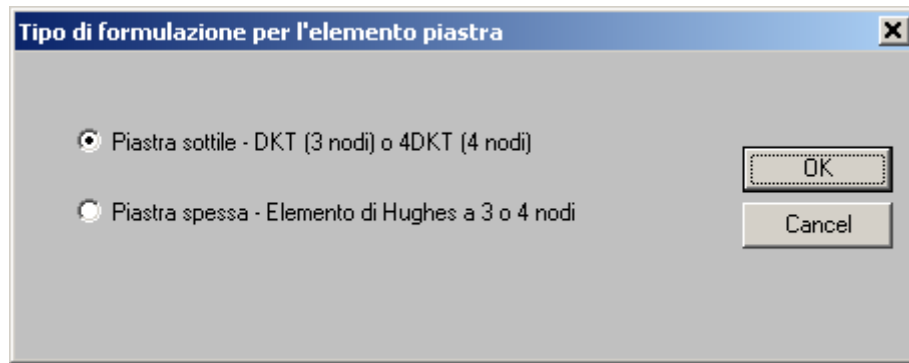 Tipo di formulazione per l'elemento piastra
Piastra sottile - DKT (3 nodi) o 4DKT (4 nodi)
OK
Piastra spessa - Elemento di Hughes a 3 o 4 nodi
Cancel